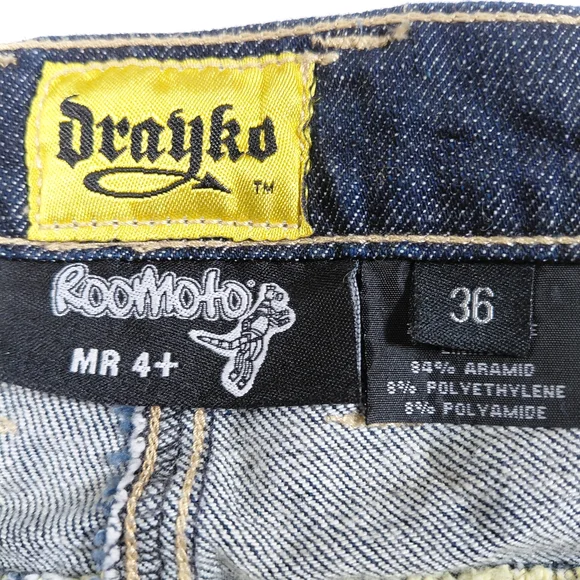 drayko
TM
RooMoto
MR 4+
36
84% ARAMID
8% POLYETHYLENE
8% POLYAMIDE